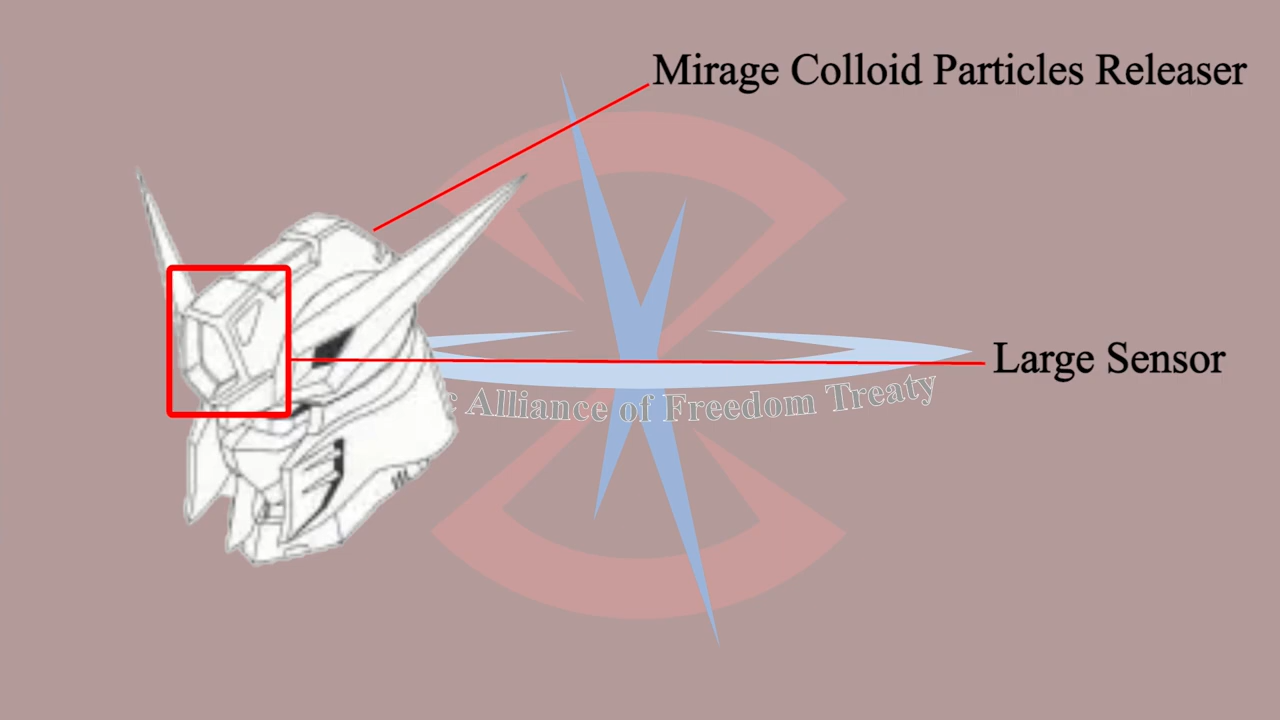 Mirage Colloid Particles Releaser
Large Sensor
Alliance of Freedom Treaty